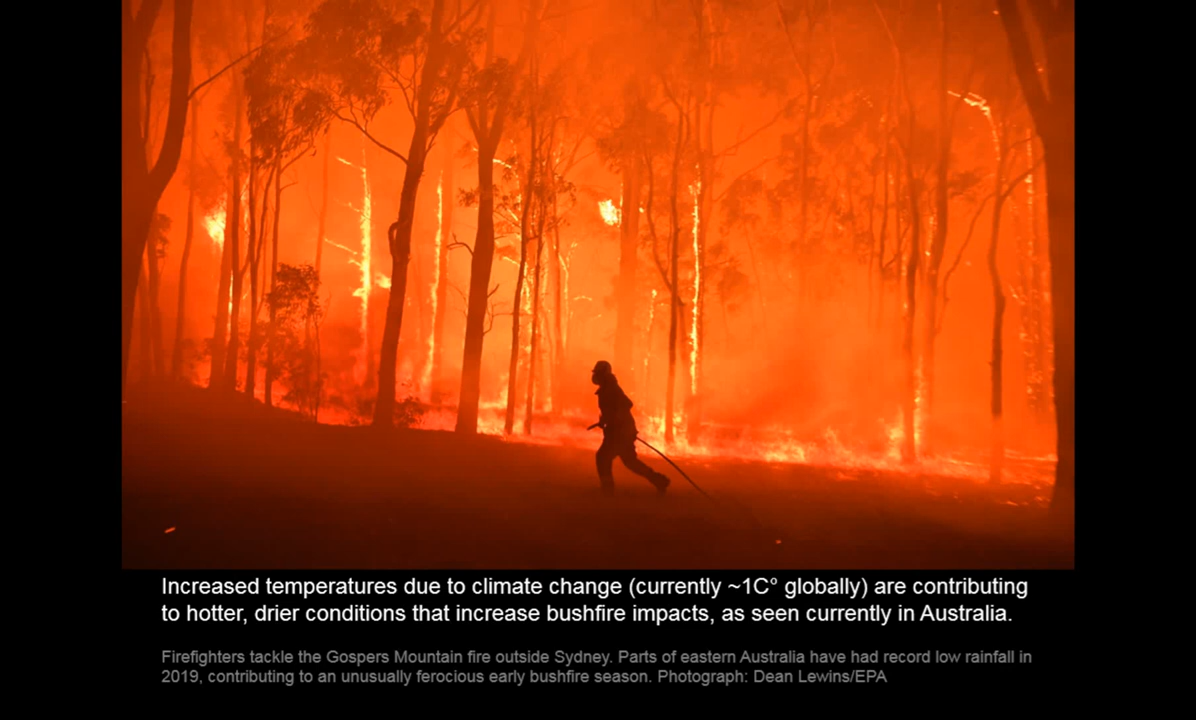 Increased temperatures due to climate change (currently ~1C° globally) are contributing
to hotter, drier conditions that increase bushfire impacts, as seen currently in Australia.
Firefighters tackle the Gospers Mountain fire outside Sydney. Parts of eastern Australia have had record low rainfall in
2019, contributing to an unusually ferocious early bushfire season. Photograph: Dean Lewins/EPA